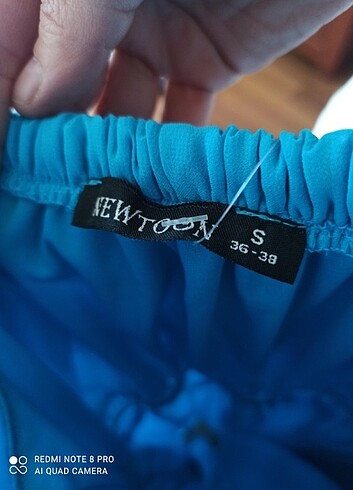 NEWTOON
S
36-38
REDMI NOTE 8 PRO
AI QUAD CAMERA